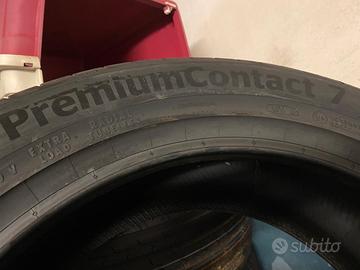 PremiumContact 7
V EXTRA LOAD
RADIAL TUBELESS
subito